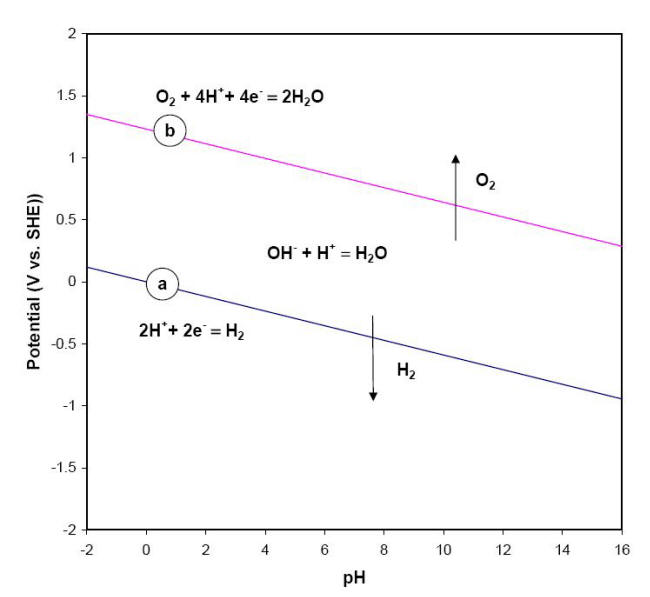 2
1.5
O₂ + 4H⁺+ 4e⁻ = 2H₂O
b
1
O₂
0.5
OH⁻ + H⁺ = H₂O
0
a
2H⁺+ 2e⁻ = H₂
-0.5
H₂
-1
-1.5
-2
Potential (V vs. SHE))
-2 0 2 4 6 8 10 12 14 16
pH